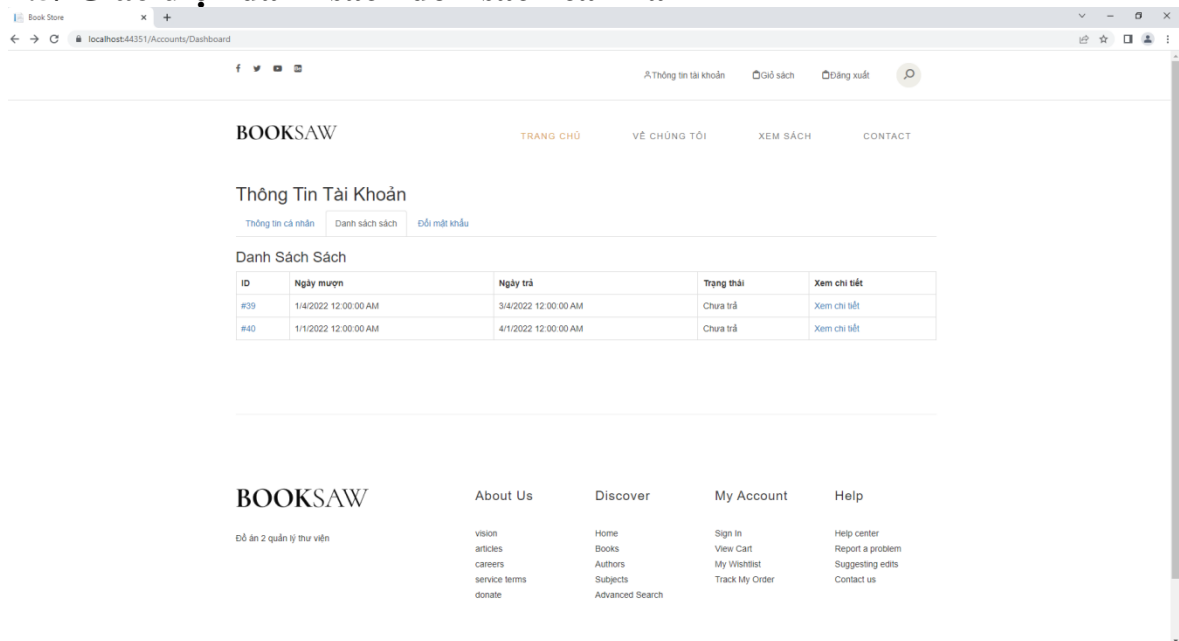 Book Store
localhost:44351/Accounts/Dashboard
Thông tin tài khoản Giỏ sách Đăng xuất
BOOKSAW
TRANG CHỦ VỀ CHÚNG TÔI XEM SÁCH CONTACT
Thông Tin Tài Khoản
Thông tin cá nhân Danh sách sách Đổi mật khẩu
Danh Sách Sách
ID Ngày mượn Ngày trả Trạng thái Xem chi tiết
#39 1/4/2022 12:00:00 AM 3/4/2022 12:00:00 AM Chưa trả Xem chi tiết
#40 1/1/2022 12:00:00 AM 4/1/2022 12:00:00 AM Chưa trả Xem chi tiết
BOOKSAW About Us Discover My Account Help
Đồ án 2 quản lý thư viện
vision Home Sign In Help center
articles Books View Cart Report a problem
careers Authors My Wishtlist Suggesting edits
service terms Subjects Track My Order Contact us
donate Advanced Search